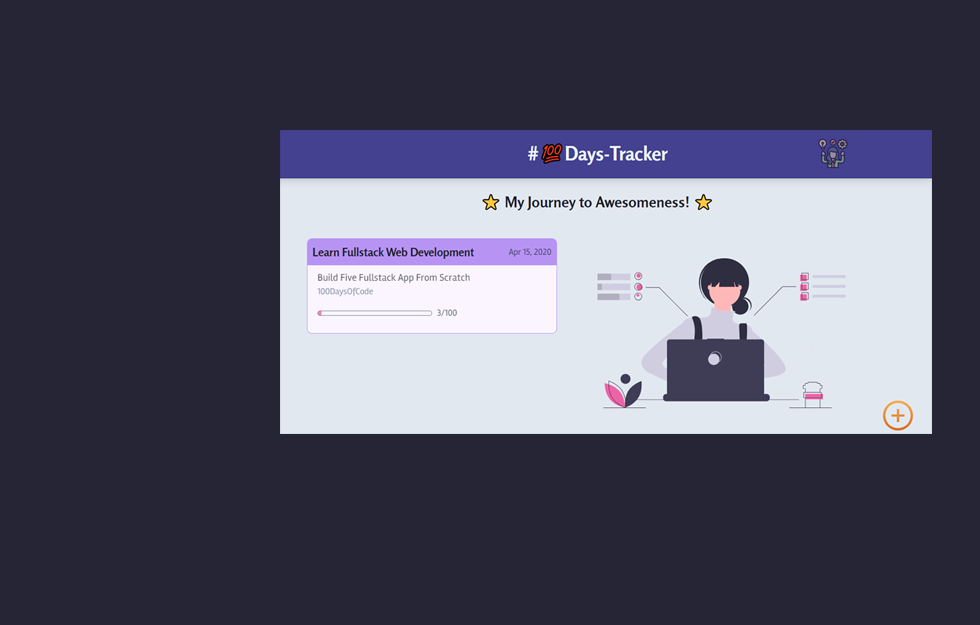 # 💯 Days-Tracker
⭐ My Journey to Awesomeness! ⭐
Learn Fullstack Web Development Apr 15, 2020
Build Five Fullstack App From Scratch
100DaysOfCode
3/100